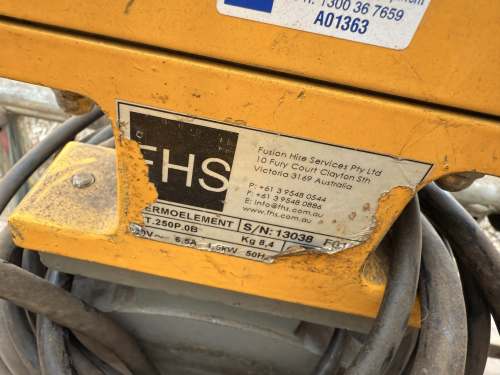 1300 36 7659
A01363
FHS
Fusion Hire Services Pty Ltd
10 Fury Court Clayton Sth
Victoria 3169 Australia
P: +61 3 9548 0544
F: +61 3 9548 0886
E: info@fhs.com.au
www.fhs.com.au
ERMOELEMENT S/N: 13038
T.250P.0B Kg 8,4
6.5A 50H